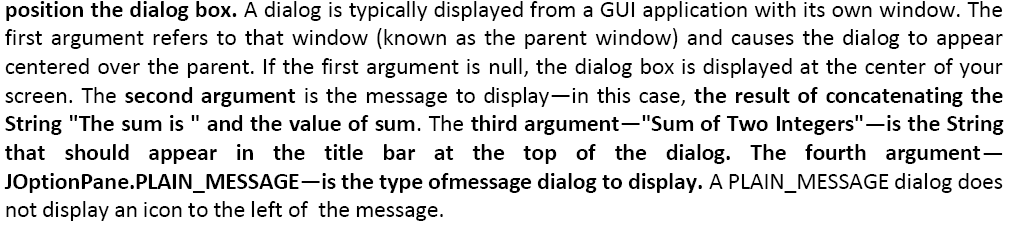 position the dialog box. A dialog is typically displayed from a GUI application with its own window. The
first argument refers to that window (known as the parent window) and causes the dialog to appear
centered over the parent. If the first argument is null, the dialog box is displayed at the center of your
screen. The second argument is the message to display—in this case, the result of concatenating the
String "The sum is " and the value of sum. The third argument—"Sum of Two Integers"—is the String
that should appear in the title bar at the top of the dialog. The fourth argument—
JOptionPane.PLAIN_MESSAGE—is the type ofmessage dialog to display. A PLAIN_MESSAGE dialog does
not display an icon to the left of the message.